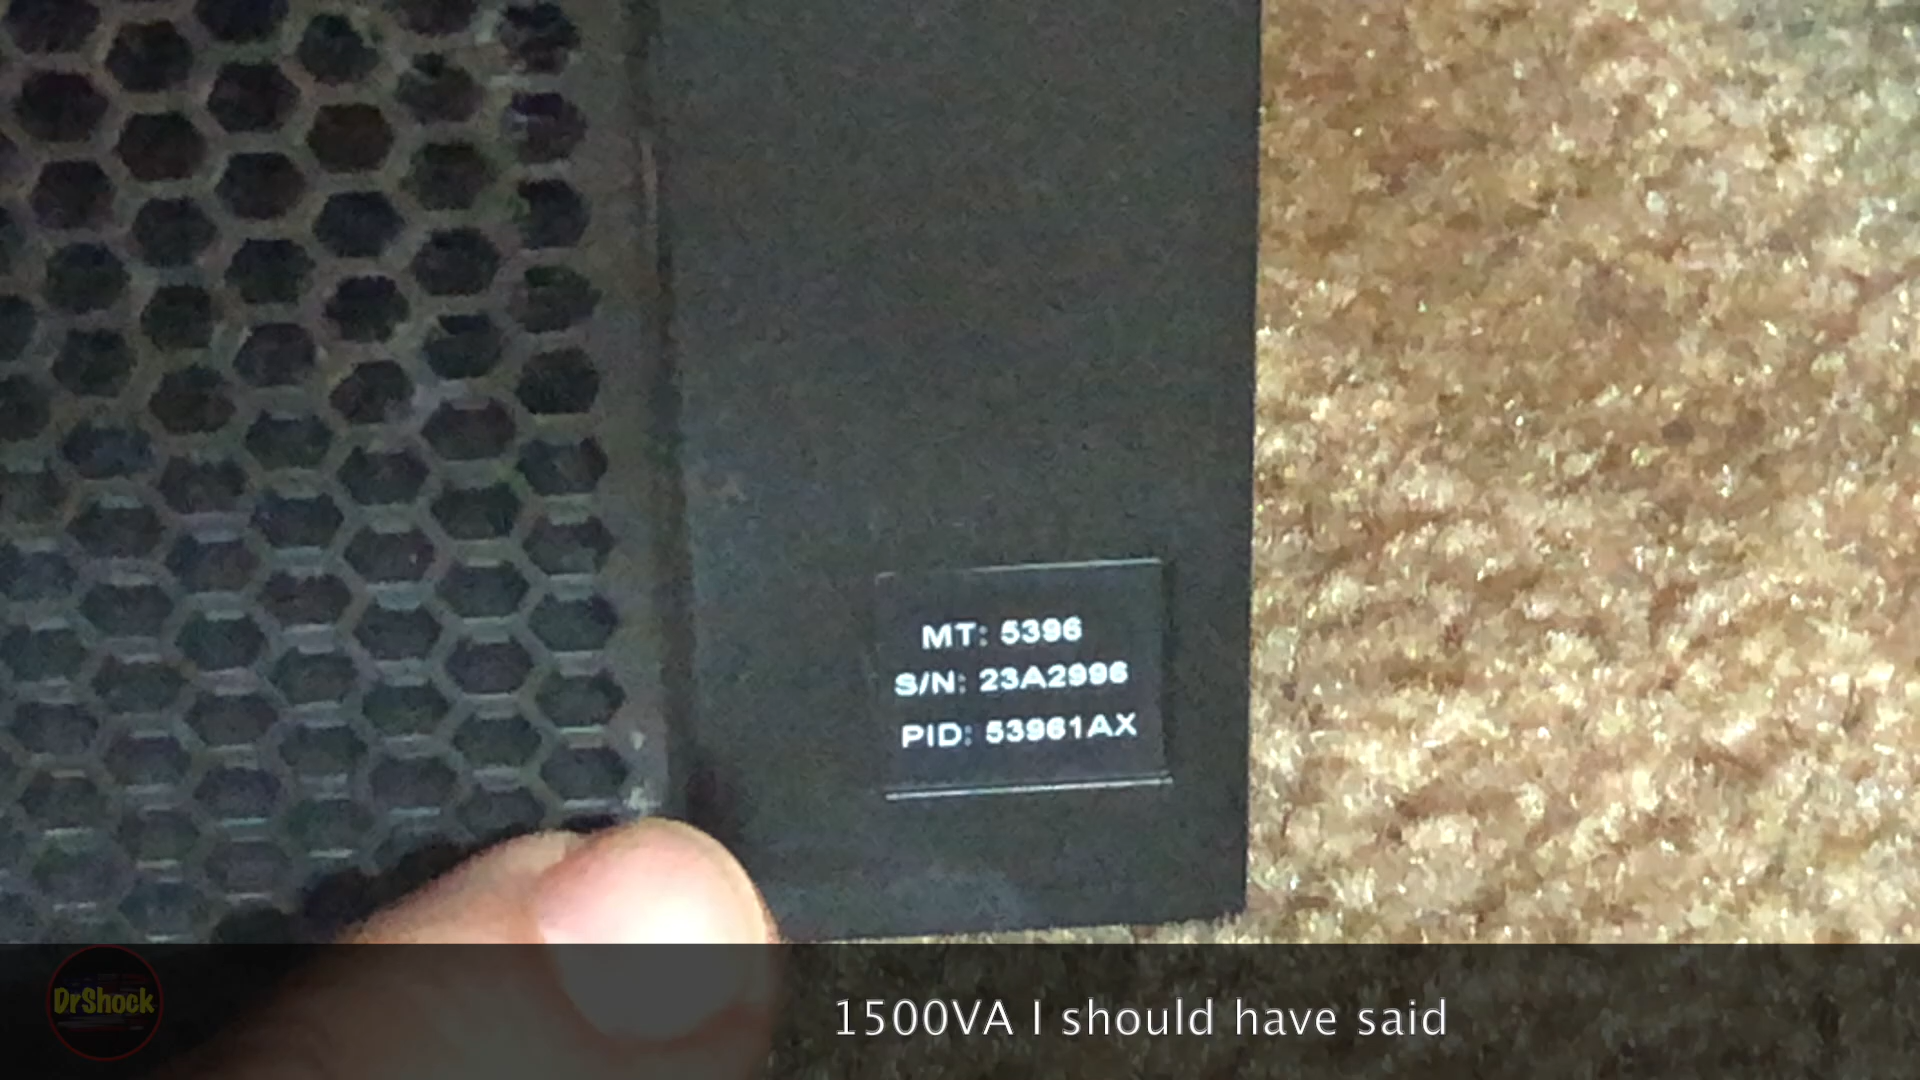 MT: 5396
S/N: 23A2996
PID: 53961AX
DrShock
1500VA I should have said